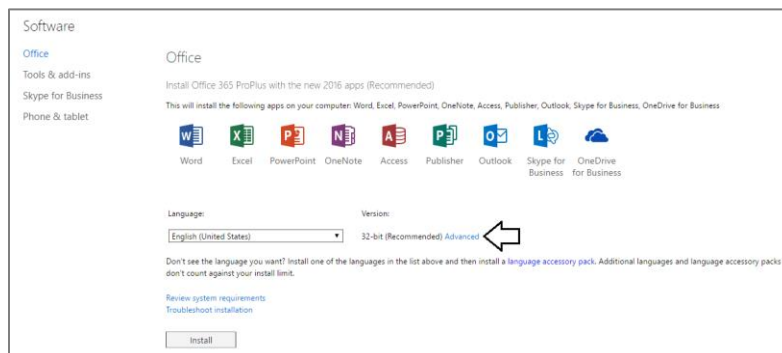 Software
Office
Tools & add-ins
Skype for Business
Phone & tablet
Office
Install Office 365 ProPlus with the new 2016 apps (Recommended)
This will install the following apps on your computer: Word, Excel, PowerPoint, OneNote, Access, Publisher, Outlook, Skype for Business, OneDrive for Business
Word Excel PowerPoint OneNote Access Publisher Outlook Skype for Business OneDrive for Business
Language: Version:
English (United States) 32-bit (Recommended) Advanced
Don't see the language you want? Install one of the languages in the list above and then install a language accessory pack. Additional languages and language accessory packs
don't count against your install limit.
Review system requirements
Troubleshoot installation
Install